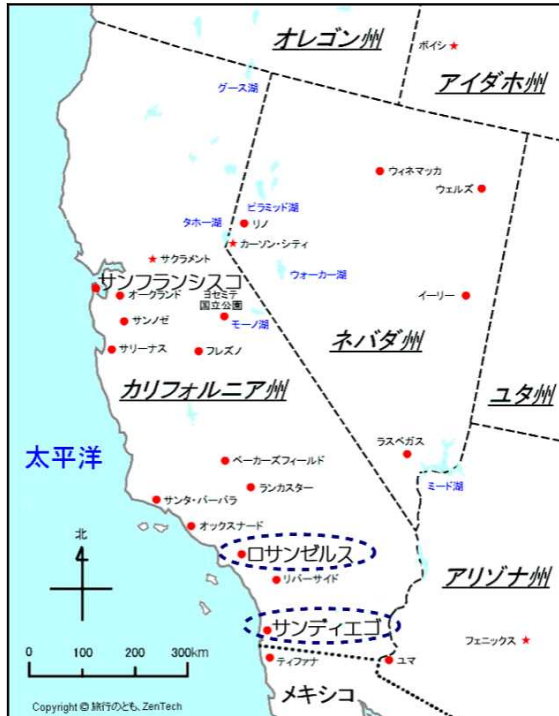 オレゴン州
ボイシ
アイダホ州
グース湖
ウィネマッカ
ウェルズ
ピラミッド湖
タホー湖
リノ
カーソン・シティ
サクラメント
サンフランシスコ
ウォーカー湖
オークランド
ヨセミテ
国立公園
イーリー
サンノゼ
モーノ湖
ネバダ州
サリーナス
フレズノ
カリフォルニア州
ユタ州
太平洋
ベーカーズフィールド
ラスベガス
ミード湖
ランカスター
サンタ・バーバラ
オックスナード
北
ロサンゼルス
アリゾナ州
リバーサイド
サンディエゴ
フェニックス
0 100 200 300km
ティファナ
ユマ
メキシコ
Copyright © 旅行のとも、ZenTech